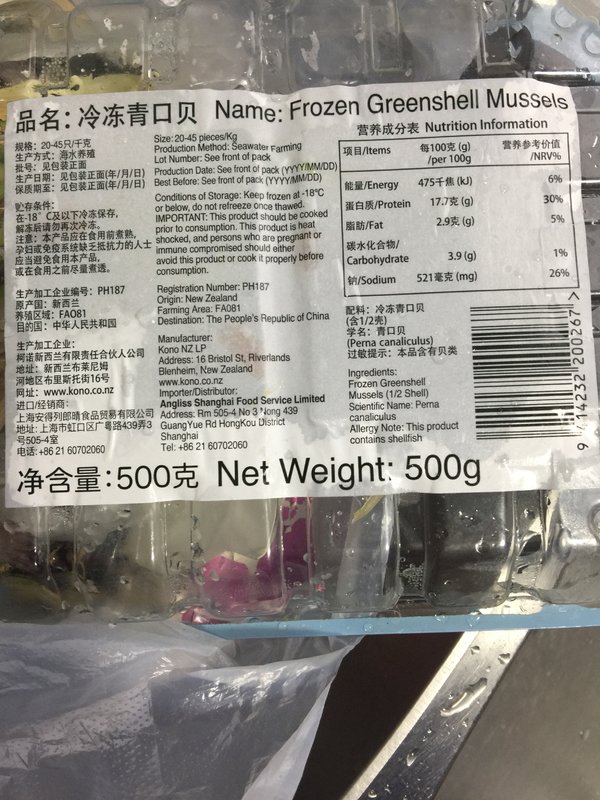 品名：冷冻青口贝 Name: Frozen Greenshell Mussels
规格：20-45只/千克
生产方式：海水养殖
批号：见包装正面
生产日期：见包装正面(年/月/日)
保质期至：见包装正面(年/月/日)
贮存条件：
在-18°C及以下冷冻保存，
解冻后请勿再次冷冻。
注意：本产品应在食用前煮熟，
孕妇或免疫系统缺乏抵抗力的人士
应当避免食用本产品，
或在食用之前尽量煮透。
生产加工企业编号：PH187
原产国：新西兰
养殖区域：FAO81
目的国：中华人民共和国
生产加工企业：
柯诺新西兰有限责任合伙人公司
地址：新西兰布莱尼姆
河地区布里斯托街16号
网址：www.kono.co.nz
进口/经销商：
上海安得列郎晴食品贸易有限公司
地址：上海市虹口区广粤路439弄3
号505-4室
电话：+86 21 60702060
Size: 20-45 pieces/Kg
Production Method: Seawater Farming
Lot Number: See front of pack
Production Date: See front of pack (YYYY/MM/DD)
Best Before: See front of pack (YYYY/MM/DD)
Conditions of Storage: Keep frozen at -18°C
or below, do not refreeze once thawed.
IMPORTANT: This product should be cooked
prior to consumption. This product is heat
shocked, and persons who are pregnant or
immune compromised should either
avoid this product or cook it properly before
consumption.
Registration Number: PH187
Origin: New Zealand
Farming Area: FA081
Destination: The People's Republic of China
Manufacturer:
Kono NZ LP
Address: 16 Bristol St, Riverlands
Blenheim, New Zealand
www.kono.co.nz
Importer/Distributor:
Angliss Shanghai Food Service Limited
Address: Rm 505-4 No 3 Nong 439
GuangYue Rd HongKou District
Shanghai
Tel: +86 21 60702060
营养成分表 Nutrition Information
项目/Items 每100克 (g) /per 100g 营养参考价值 /NRV%
能量/Energy 475千焦 (kJ) 6%
蛋白质/Protein 17.7克 (g) 30%
脂肪/Fat 2.9克 (g) 5%
碳水化合物/
Carbohydrate 3.9 (g) 1%
钠/Sodium 521毫克 (mg) 26%
配料：冷冻青口贝
(含1/2壳)
学名：青口贝
(Perna canaliculus)
过敏提示：本品含有贝类
Ingredients:
Frozen Greenshell
Mussels (1/2 Shell)
Scientific Name: Perna
canaliculus
Allergy Note: This product
contains shellfish
净含量：500克 Net Weight: 500g